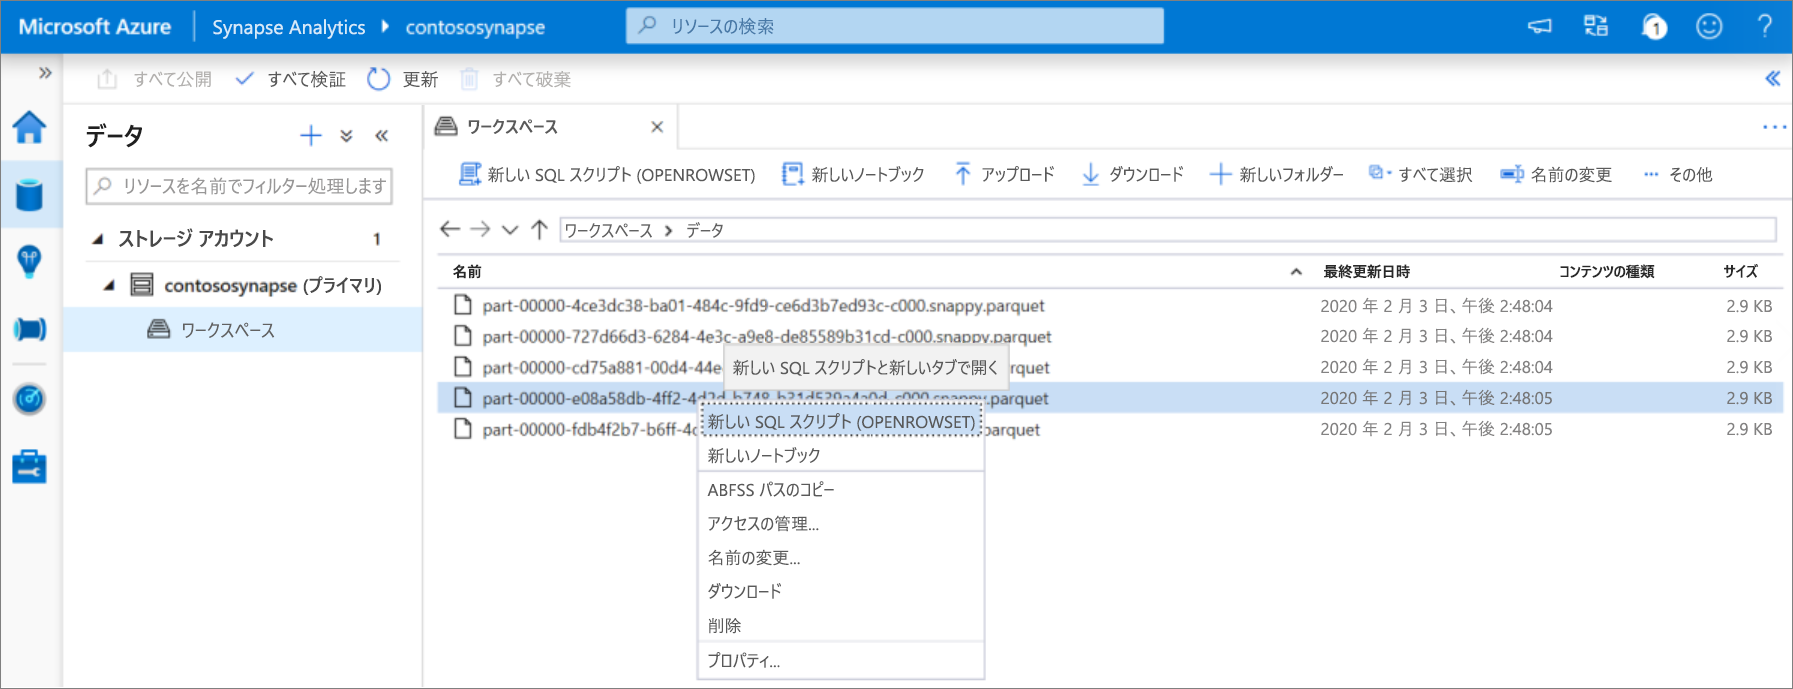 Microsoft Azure
Synapse Analytics
contososynapse
リソースの検索
1
?
すべて公開
すべて検証
更新
すべて破棄
データ
リソースを名前でフィルター処理します
ストレージ アカウント 1
contososynapse (プライマリ)
ワークスペース
ワークスペース
新しい SQL スクリプト (OPENROWSET)
新しいノートブック
アップロード
ダウンロード
新しいフォルダー
すべて選択
名前の変更
その他
ワークスペース > データ
名前 最終更新日時 コンテンツの種類 サイズ
part-00000-4ce3dc38-ba01-484c-9fd9-ce6d3b7ed93c-c000.snappy.parquet 2020 年 2 月 3 日、午後 2:48:04 2.9 KB
part-00000-727d66d3-6284-4e3c-a9e8-de85589b31cd-c000.snappy.parquet 2020 年 2 月 3 日、午後 2:48:04 2.9 KB
part-00000-cd75a881-00d4-44e rquet 2020 年 2 月 3 日、午後 2:48:04 2.9 KB
新しい SQL スクリプトと新しいタブで開く
part-00000-e08a58db-4ff2-4d2d-b748-b31d539a4a0d-c000.snappy.parquet 2020 年 2 月 3 日、午後 2:48:05 2.9 KB
part-00000-fdb4f2b7-b6ff-4c parquet 2020 年 2 月 3 日、午後 2:48:05 2.9 KB
新しい SQL スクリプト (OPENROWSET)
新しいノートブック
ABFSS パスのコピー
アクセスの管理...
名前の変更...
ダウンロード
削除
プロパティ...